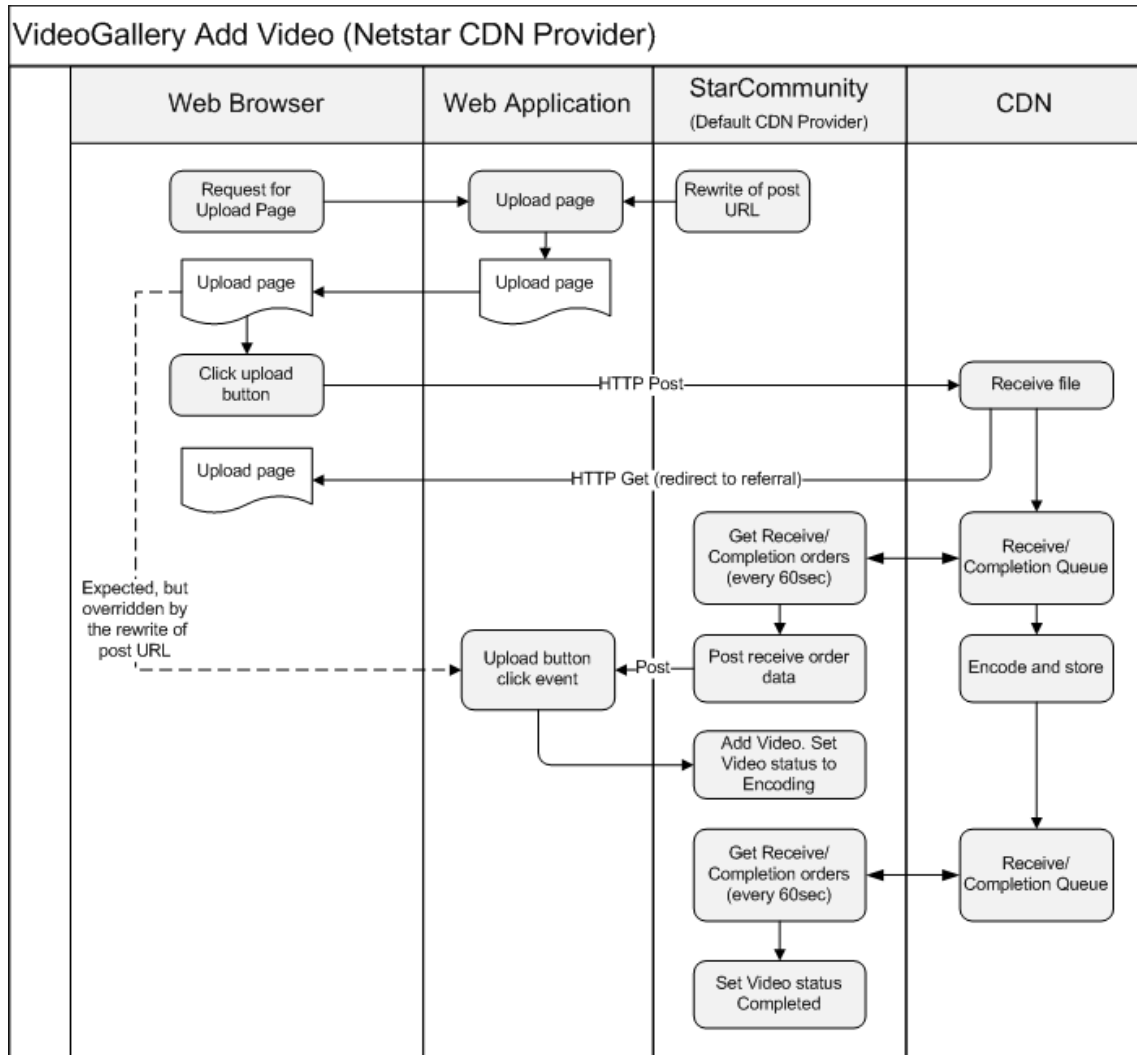 VideoGallery Add Video (Netstar CDN Provider)
Web Browser
Web Application
StarCommunity
(Default CDN Provider)
CDN
Request for
Upload Page
Upload page
Rewrite of post
URL
Upload page
Upload page
Click upload
button
HTTP Post
Receive file
Upload page
HTTP Get (redirect to referral)
Get Receive/
Completion orders
(every 60sec)
Receive/
Completion Queue
Expected, but
overridden by
the rewrite of
post URL
Upload button
click event
Post
Post receive order
data
Encode and store
Add Video. Set
Video status to
Encoding
Get Receive/
Completion orders
(every 60sec)
Receive/
Completion Queue
Set Video status
Completed